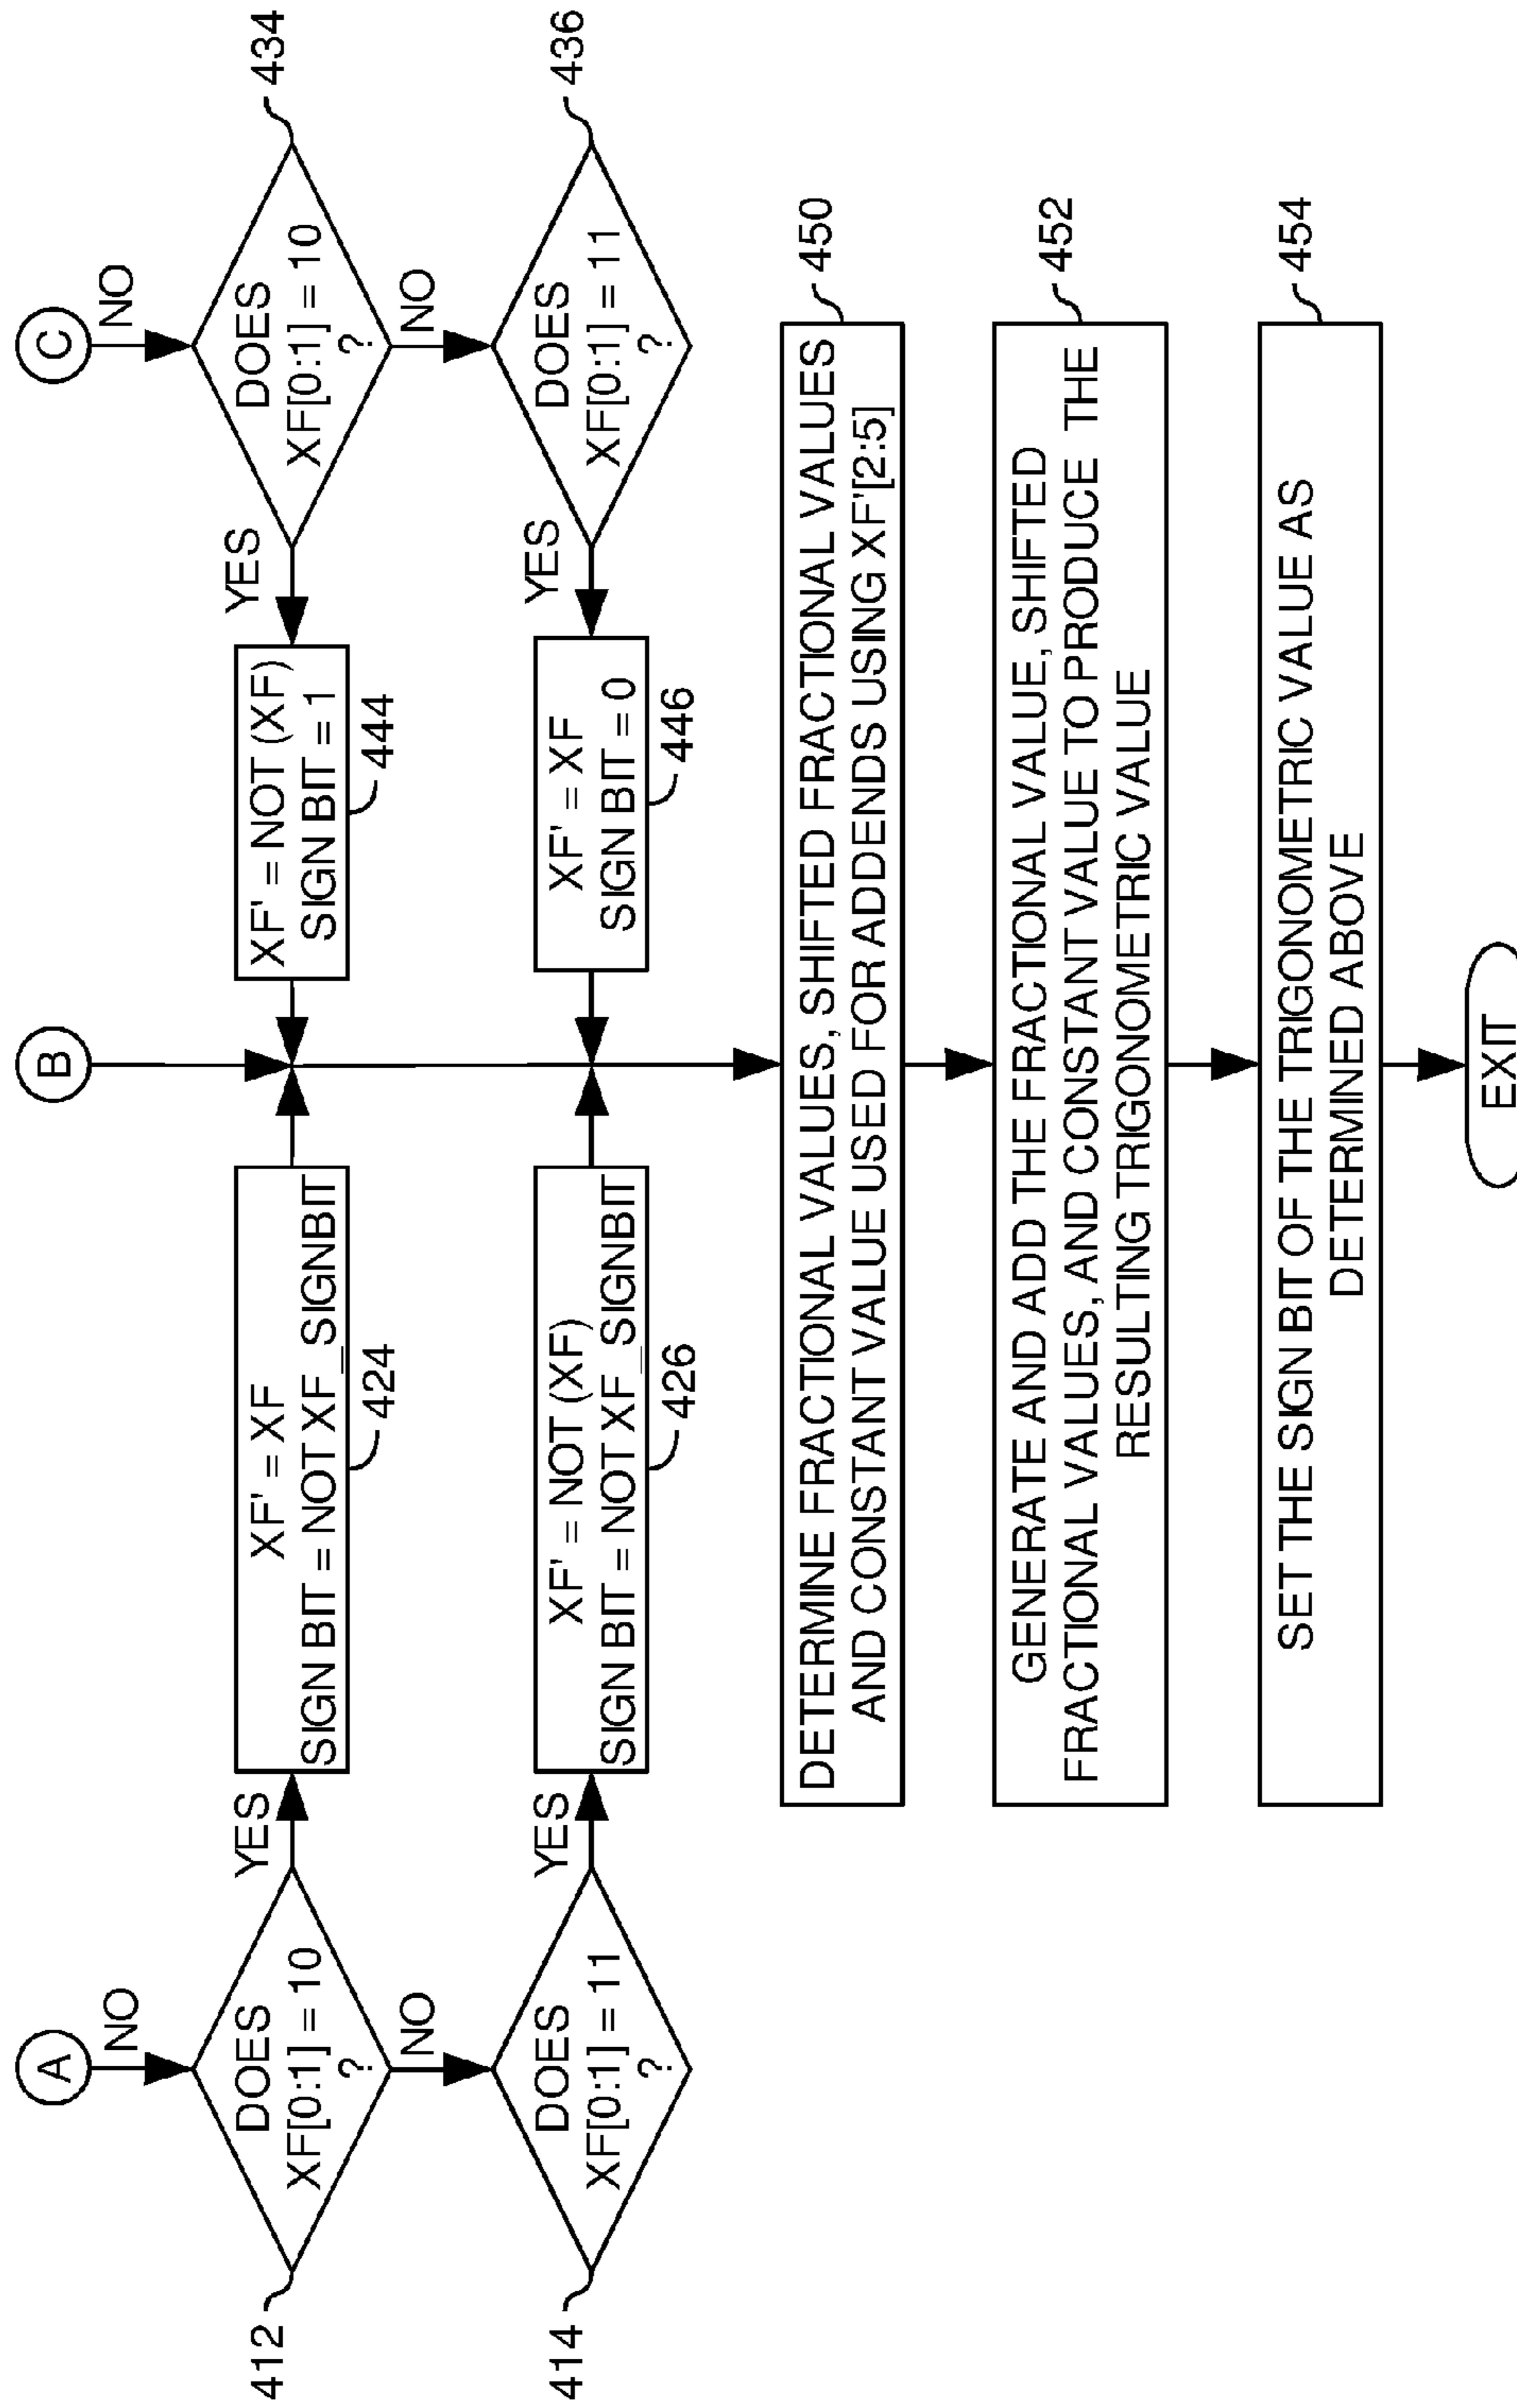 A
NO
B
C
NO
412
DOES
XF[0:1] = 10
?
YES
XF' = XF
SIGN BIT = NOT XF_SIGNBIT
424
XF' = NOT (XF)
SIGN BIT = 1
444
YES
DOES
XF[0:1] = 10
?
434
NO
NO
414
DOES
XF[0:1] = 11
?
YES
XF' = NOT (XF)
SIGN BIT = NOT XF_SIGNBIT
426
XF' = XF
SIGN BIT = 0
446
YES
DOES
XF[0:1] = 11
?
436
DETERMINE FRACTIONAL VALUES, SHIFTED FRACTIONAL VALUES
AND CONSTANT VALUE USED FOR ADDENDS USING XF'[2:5]
450
GENERATE AND ADD THE FRACTIONAL VALUE, SHIFTED
FRACTIONAL VALUES, AND CONSTANT VALUE TO PRODUCE THE
RESULTING TRIGONOMETRIC VALUE
452
SET THE SIGN BIT OF THE TRIGONOMETRIC VALUE AS
DETERMINED ABOVE
454
EXIT